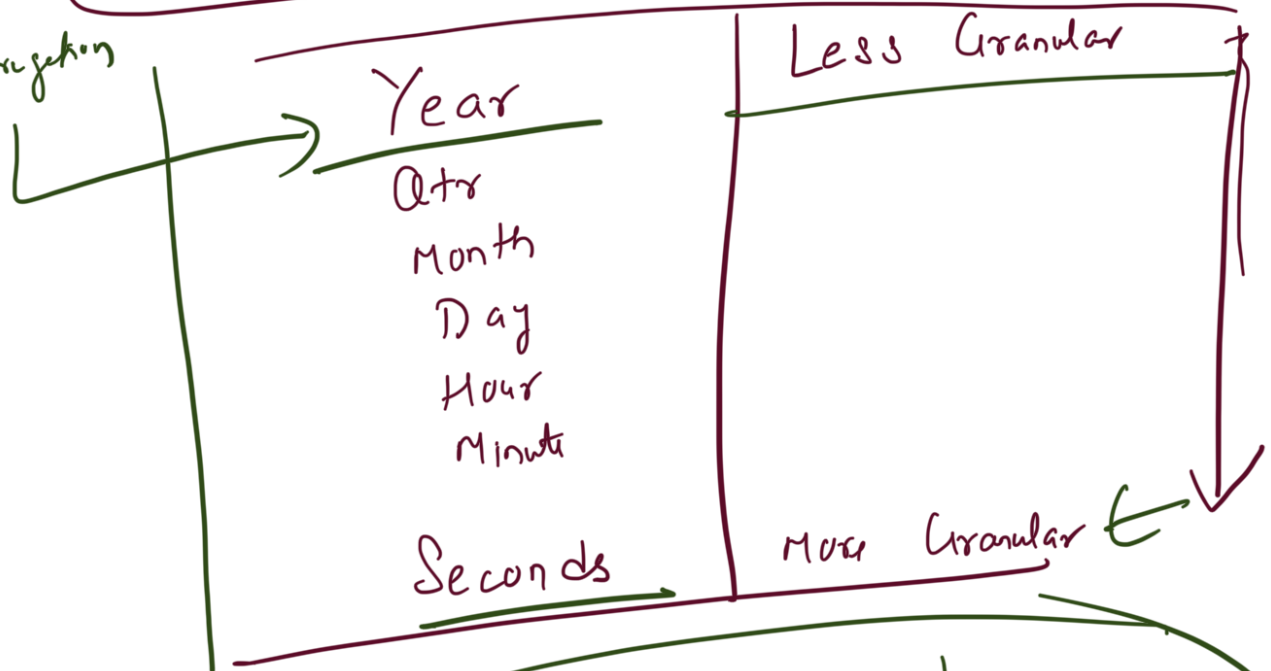 Less Granular
Year
Qtr
Month
Day
Hour
Minute
More Granular
Seconds